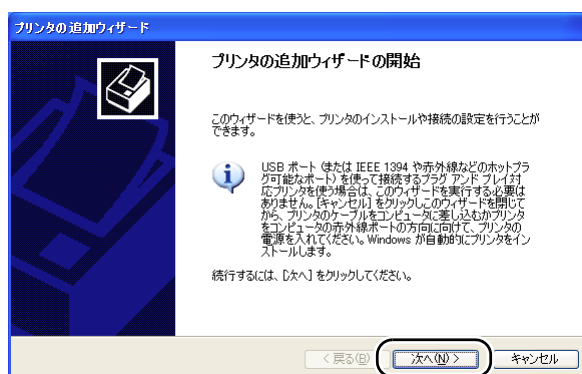 プリンタの追加ウィザード
プリンタの追加ウィザードの開始
このウィザードを使うと、プリンタのインストールや接続の設定を行うことが
できます。
USB ポート (または IEEE 1394 や赤外線などのホットプラ
グ可能なポート) を使って接続するプラグ アンド プレイ対
応プリンタを使う場合は、このウィザードを実行する必要は
ありません。[キャンセル] をクリックしこのウィザードを閉じて
から、プリンタのケーブルをコンピュータに差し込むかプリンタ
をコンピュータの赤外線ポートの方向に向けて、プリンタの
電源を入れてください。Windows が自動的にプリンタをイン
ストールします。
続行するには、[次へ] をクリックしてください。
< 戻る(B) 次へ(N) > キャンセル